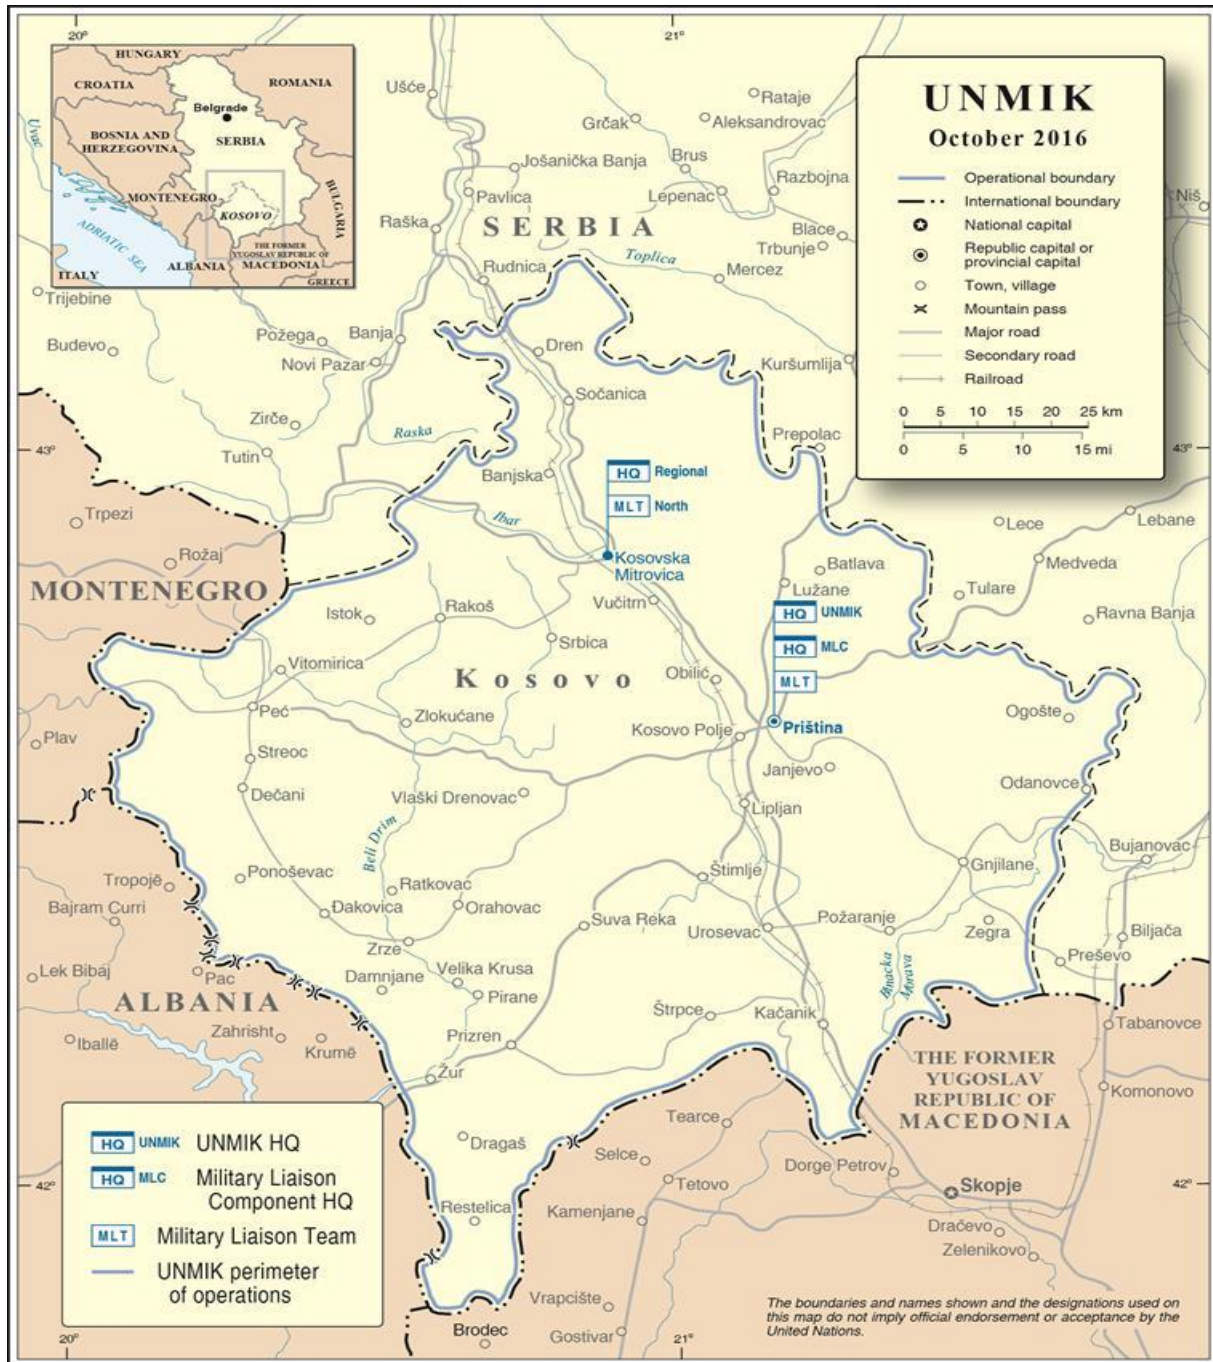 20°
21°
HUNGARY
CROATIA
ROMANIA
Belgrade
BOSNIA AND
HERZEGOVINA
SERBIA
MONTENEGRO
KOSOVO
BULGARIA
ADRIATIC SEA
THE FORMER
YUGOSLAV REPUBLIC OF
MACEDONIA
ALBANIA
ITALY
GREECE
UNMIK
October 2016
Operational boundary
International boundary
National capital
Republic capital or
provincial capital
Town, village
Mountain pass
Major road
Secondary road
Railroad
0 5 10 15 20 25 km
0 5 10 15 mi
Uvac
Ušće
Rataje
Grčak
Aleksandrovac
Jošanička Banja
Brus
Pavlica
Lepenac
Razbojna
Niš
Raška
SERBIA
Blace
Trbunje
Toplica
Rudnica
Mercez
Trijebine
Požega
Banja
Budevo
Novi Pazar
Dren
Kuršumlija
Sočanica
Zirče
Raska
Prepolac
43°
43°
Tutin
Banjska
HQ Regional
MLT North
Trpezi
Ibar
Lece
Lebane
Rožaj
Kosovska
Mitrovica
Batlava
Medveda
MONTENEGRO
Lužane
Tulare
Vučitrn
Istok
Rakoš
HQ UNMIK
Ravna Banja
Srbica
HQ MLC
Vitomirica
Kosovo
Obilić
MLT
Peć
Zlokućane
Ogošte
Plav
Kosovo Polje
Priština
Streoc
Janjevo
Odanovce
Dečani
Vlaški Drenovac
Lipljan
Beli Drim
Bujanovac
Gnjilane
Tropojë
Ponoševac
Štimlje
Ratkovac
Bajram Curri
Đakovica
Orahovac
Suva Reka
Požaranje
Urosevac
Zegra
Biljača
Zrze
Preševo
Lek Bibaj
Pac
Damnjane
Velika Krusa
Morava
Pirane
ALBANIA
Štrpce
Kačanik
Zahrisht
Prizren
Tabanovce
Iballë
Krumë
THE FORMER
YUGOSLAV
REPUBLIC OF
MACEDONIA
Žur
Komonovo
Tearce
HQ UNMIK UNMIK HQ
HQ MLC Military Liaison
Component HQ
MLT Military Liaison Team
UNMIK perimeter
of operations
Dragaš
Selce
Dorge Petrov
42°
42°
Tetovo
Skopje
Restelica
Kamenjane
Dračevo
Zelenikovo
Vrapcište
Brodec
Gostivar
The boundaries and names shown and the designations used on
this map do not imply official endorsement or acceptance by the
United Nations.
20°
21°